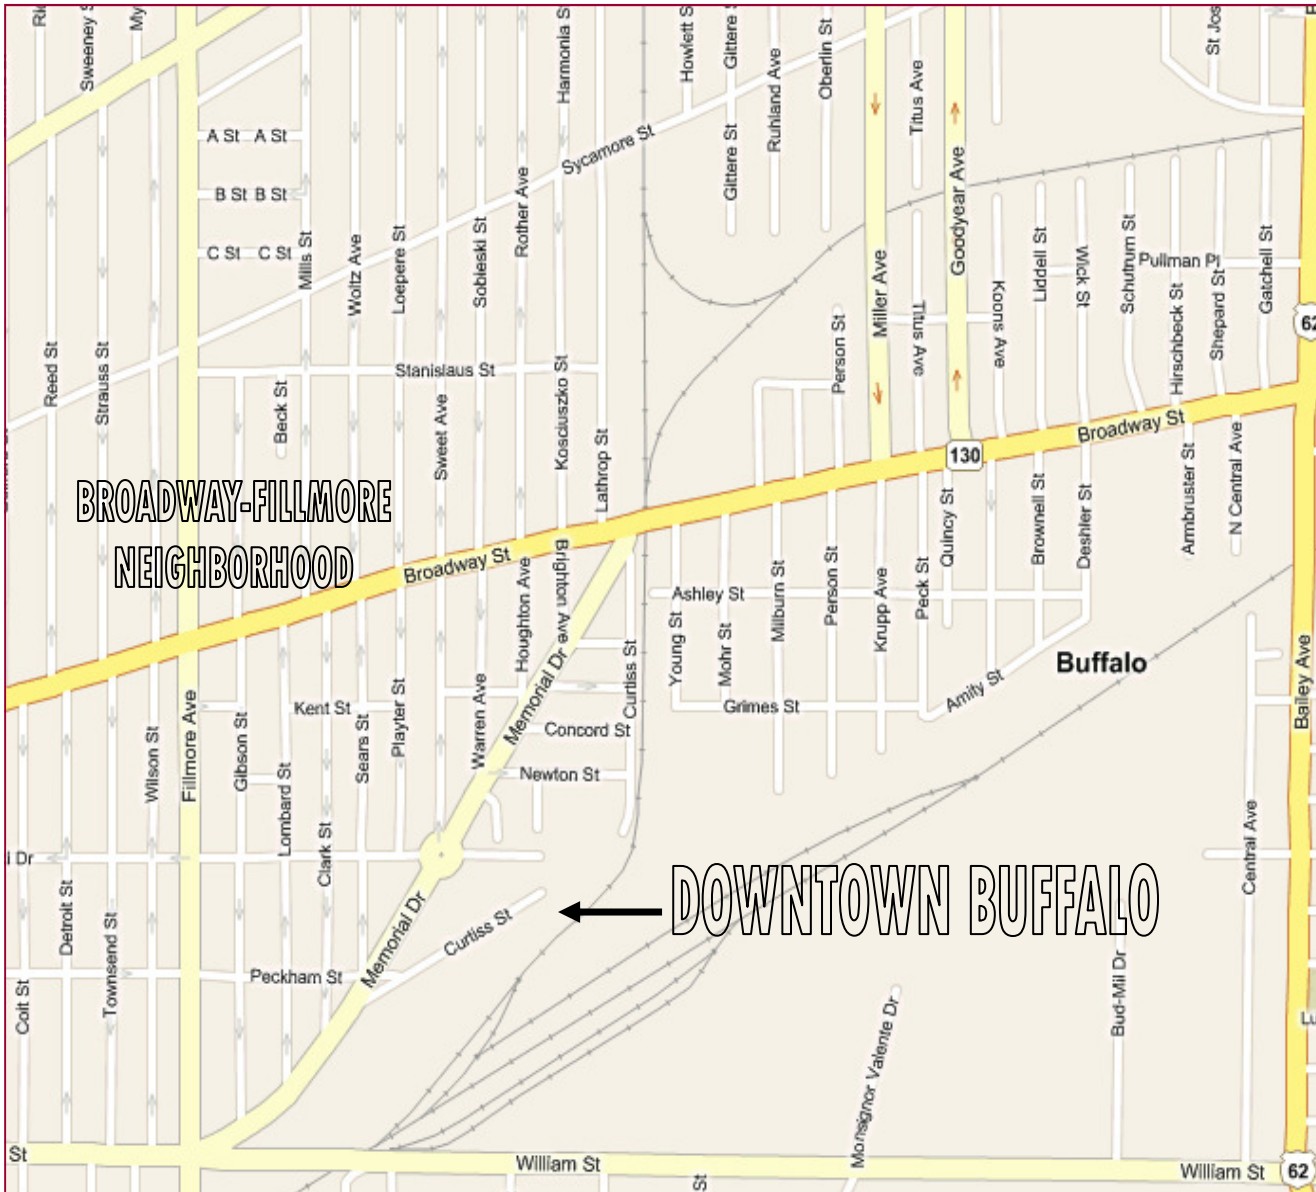 Sweeney S
My
Harmonia S
Howlett S
Gittere S
Ruhland Ave
Oberlin St
Titus Ave
St Jos
A St
A St
Sycamore St
Gittere St
Goodyear Ave
B St
B St
Rother Ave
C St
C St
Mills St
Woltz Ave
Loepere St
Sobieski St
Miller Ave
Liddell St
Wick St
Schutrum St
Pullman Pl
Gatchell St
Reed St
Strauss St
Stanislaus St
Beck St
Sweet Ave
Kosciuszko St
Lathrop St
Person St
Titus Ave
Koons Ave
Hirschbeck St
Shepard St
62
Broadway St
130
BROADWAY-FILLMORE
NEIGHBORHOOD
Broadway St
Houghton Ave
Brighton Ave
Quincy St
Brownell St
Deshler St
Armbruster St
N Central Ave
Ashley St
Young St
Mohr St
Milburn St
Person St
Krupp Ave
Peck St
Buffalo
Curtiss St
Memorial Dr
Kent St
Grimes St
Amity St
Bailey Ave
Wilson St
Fillmore Ave
Gibson St
Lombard St
Clark St
Sears St
Playter St
Warren Ave
Concord St
Newton St
l Dr
Central Ave
DOWNTOWN BUFFALO
Detroit St
Townsend St
Memorial Dr
Curtiss St
Colt St
Peckham St
Bud-Mil Dr
Monsignor Valente Dr
St
William St
St
William St
62